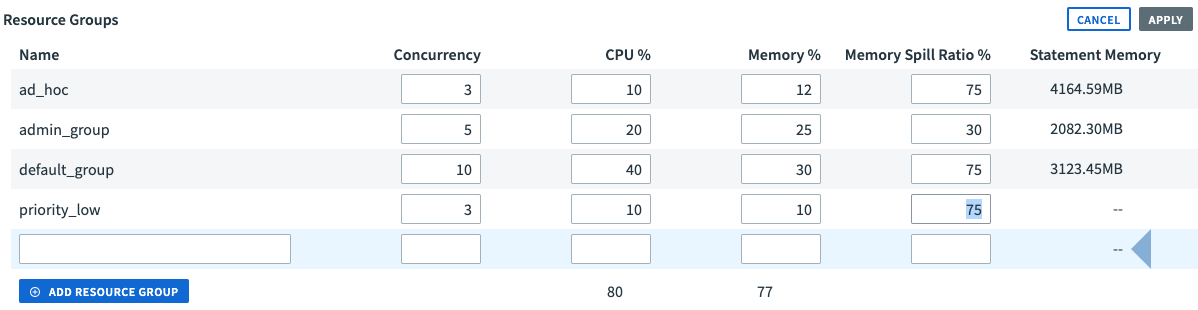 Resource Groups CANCEL APPLY
Name Concurrency CPU % Memory % Memory Spill Ratio % Statement Memory
ad_hoc 3 10 12 75 4164.59MB
admin_group 5 20 25 30 2082.30MB
default_group 10 40 30 75 3123.45MB
priority_low 3 10 10 75 --
--
ADD RESOURCE GROUP 80 77